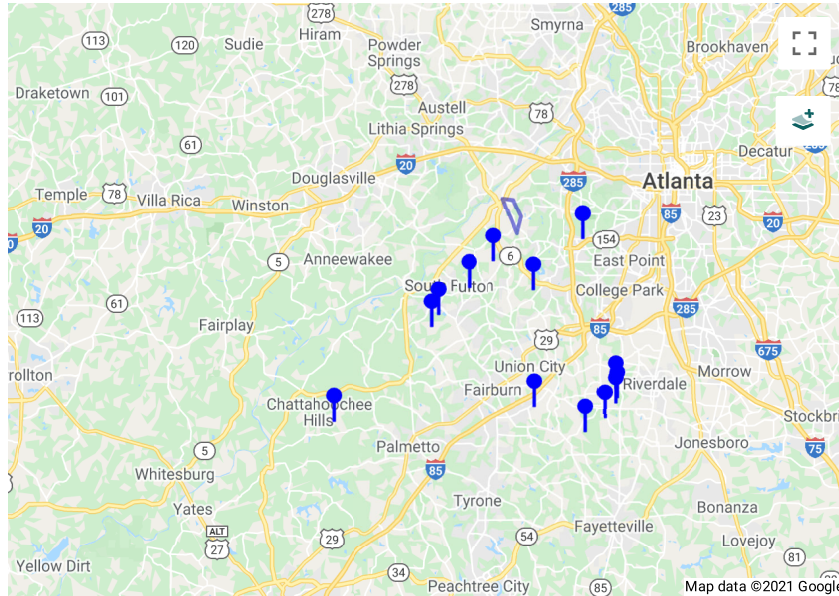 285
278
Smyrna
Hiram
113
120
Sudie
Powder
Springs
Brookhaven
278
Draketown
101
Austell
78
Lithia Springs
61
20
Decatur
Douglasville
285
Atlanta
Temple
78
Villa Rica
Winston
85
23
20
20
154
5
Anneewakee
6
East Point
South Fulton
College Park
61
285
113
Fairplay
85
29
675
Union City
Morrow
Fairburn
Riverdale
Chattahoochee
Hills
Jonesboro
Palmetto
75
5
85
Whitesburg
Tyrone
Bonanza
Yates
Fayetteville
ALT
27
29
54
Lovejoy
81
Yellow Dirt
34
Peachtree City
85
Map data ©2021 Google